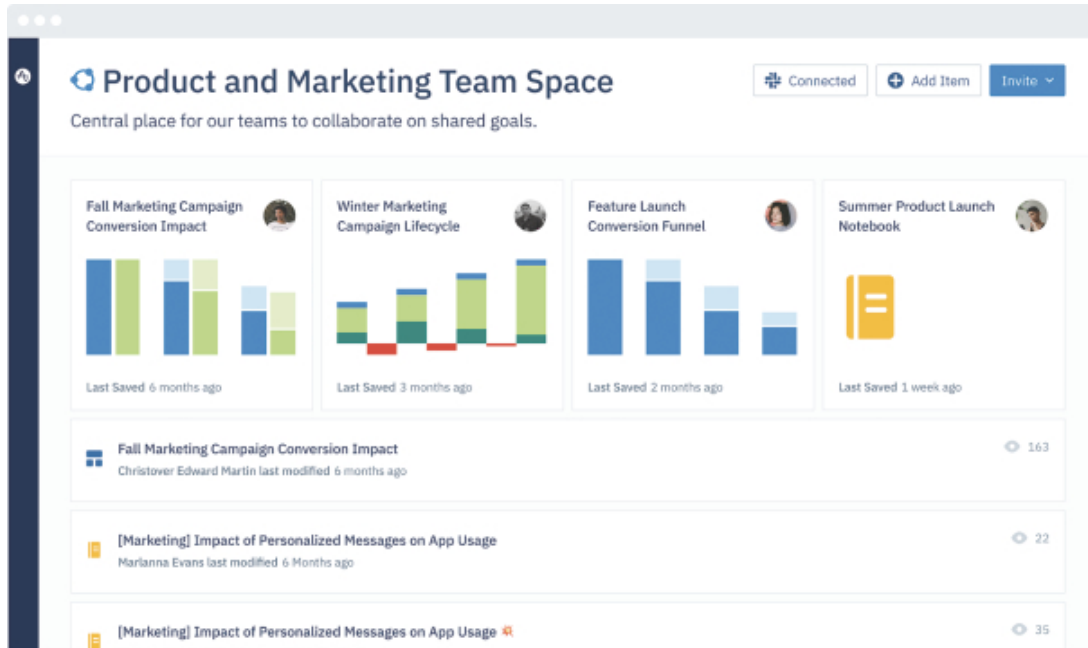 Product and Marketing Team Space
Connected
Add Item
Invite
Central place for our teams to collaborate on shared goals.
Fall Marketing Campaign
Conversion Impact
Last Saved 6 months ago
Winter Marketing
Campaign Lifecycle
Last Saved 3 months ago
Feature Launch
Conversion Funnel
Last Saved 2 months ago
Summer Product Launch
Notebook
Last Saved 1 week ago
Fall Marketing Campaign Conversion Impact
163
Christover Edward Martin last modified 6 months ago
[Marketing] Impact of Personalized Messages on App Usage
22
Marianna Evans last modified 6 Months ago
[Marketing] Impact of Personalized Messages on App Usage
35